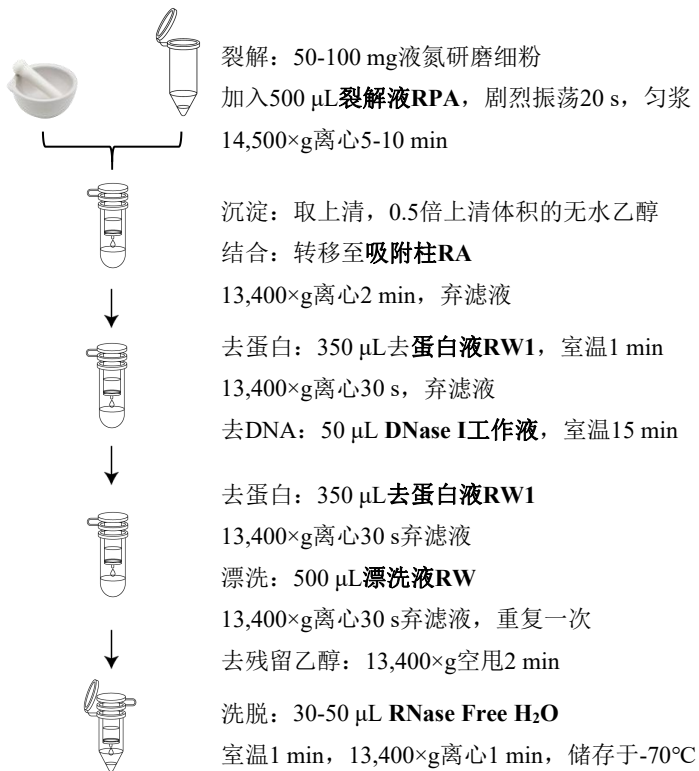 裂解：50-100 mg液氮研磨细粉
加入500 μL裂解液RPA，剧烈振荡20 s，匀浆
14,500×g离心5-10 min
沉淀：取上清，0.5倍上清体积的无水乙醇
结合：转移至吸附柱RA
13,400×g离心2 min，弃滤液
去蛋白：350 μL去蛋白液RW1，室温1 min
13,400×g离心30 s，弃滤液
去DNA：50 μL DNase I工作液，室温15 min
去蛋白：350 μL去蛋白液RW1
13,400×g离心30 s弃滤液
漂洗：500 μL漂洗液RW
13,400×g离心30 s弃滤液，重复一次
去残留乙醇：13,400×g空甩2 min
洗脱：30-50 μL RNase Free H₂O
室温1 min，13,400×g离心1 min，储存于-70℃